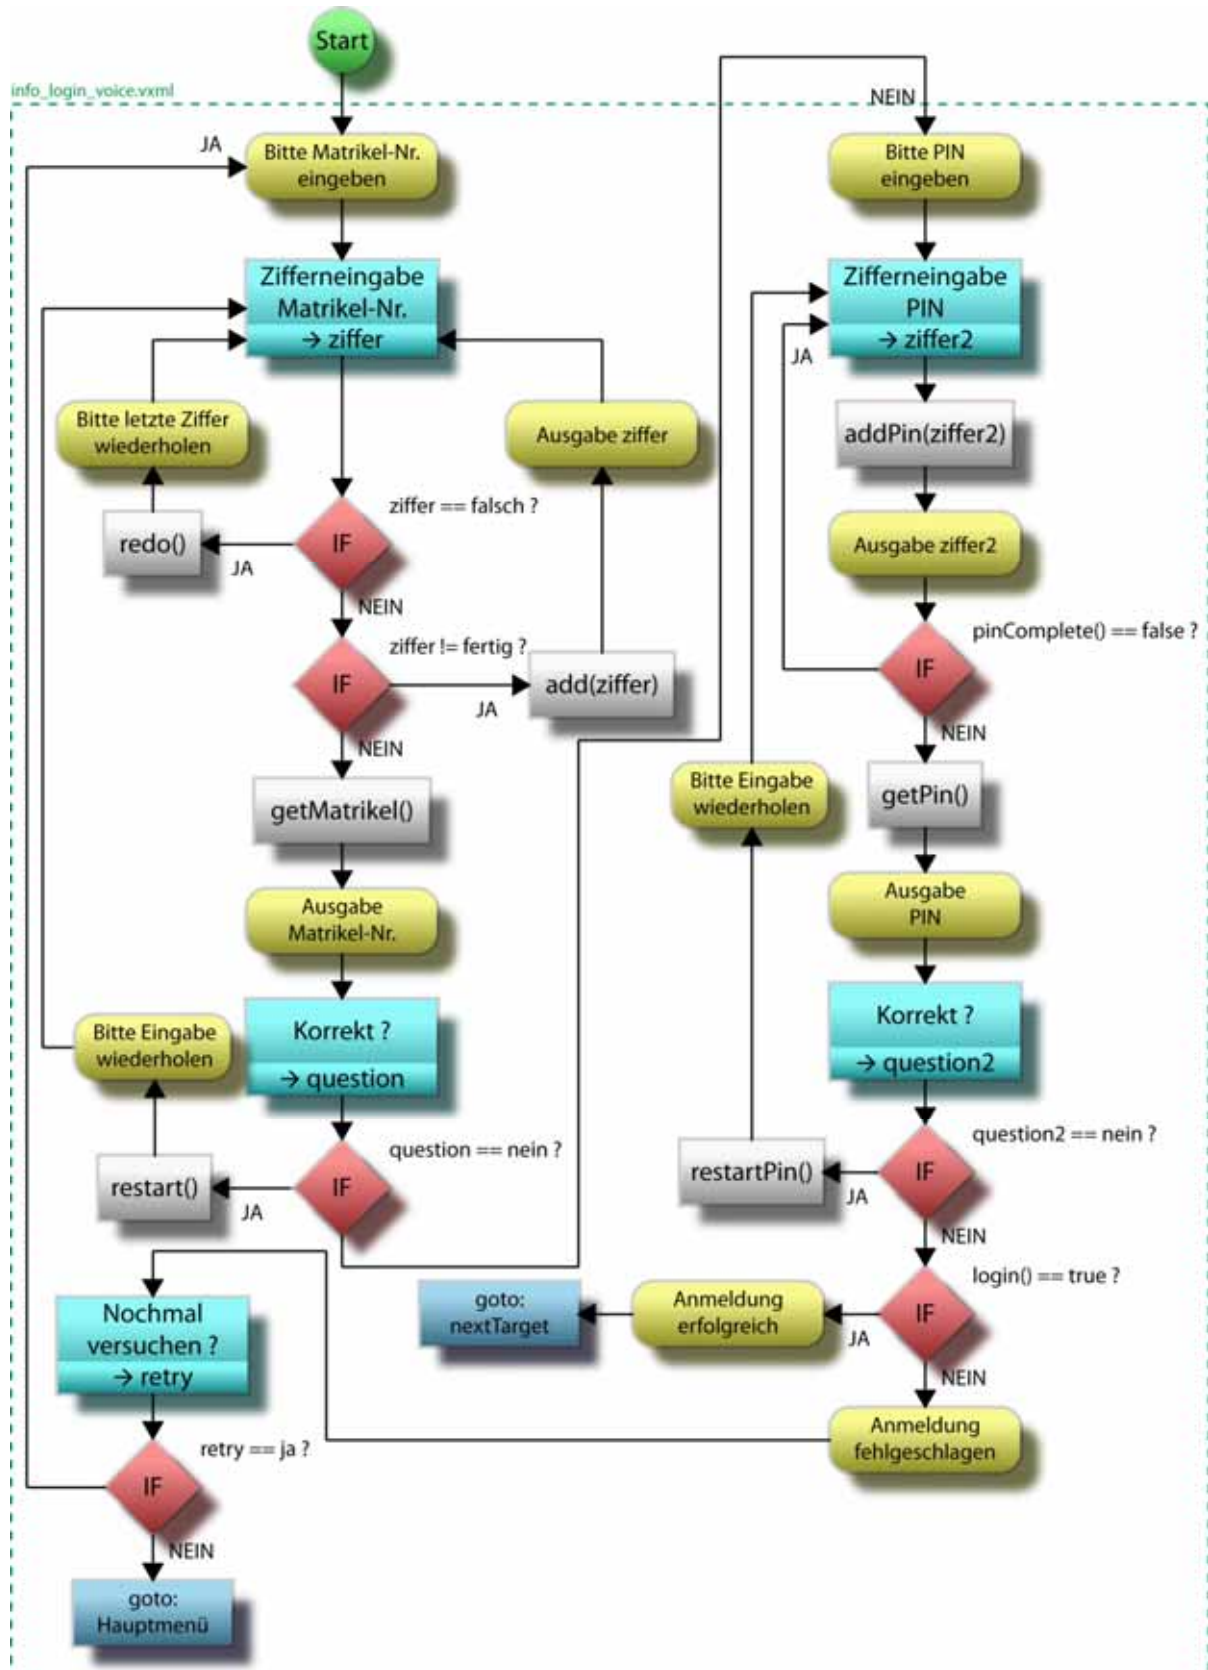 Start
info_login_voice.vxml
JA
Bitte Matrikel-Nr.
eingeben
Zifferneingabe
Matrikel-Nr.
→ ziffer
Bitte letzte Ziffer
wiederholen
Ausgabe ziffer
ziffer == falsch ?
redo()
JA
IF
NEIN
ziffer != fertig ?
IF
JA
add(ziffer)
NEIN
getMatrikel()
Ausgabe
Matrikel-Nr.
Bitte Eingabe
wiederholen
Korrekt ?
→ question
question == nein ?
restart()
JA
IF
NEIN
Bitte PIN
eingeben
Zifferneingabe
PIN
→ ziffer2
JA
addPin(ziffer2)
Ausgabe ziffer2
pinComplete() == false ?
IF
NEIN
Bitte Eingabe
wiederholen
getPin()
Ausgabe
PIN
Korrekt ?
→ question2
question2 == nein ?
restartPin()
JA
IF
NEIN
login() == true ?
goto:
nextTarget
Anmeldung
erfolgreich
JA
IF
NEIN
Anmeldung
fehlgeschlagen
Nochmal
versuchen ?
→ retry
retry == ja ?
IF
NEIN
goto:
Hauptmenü